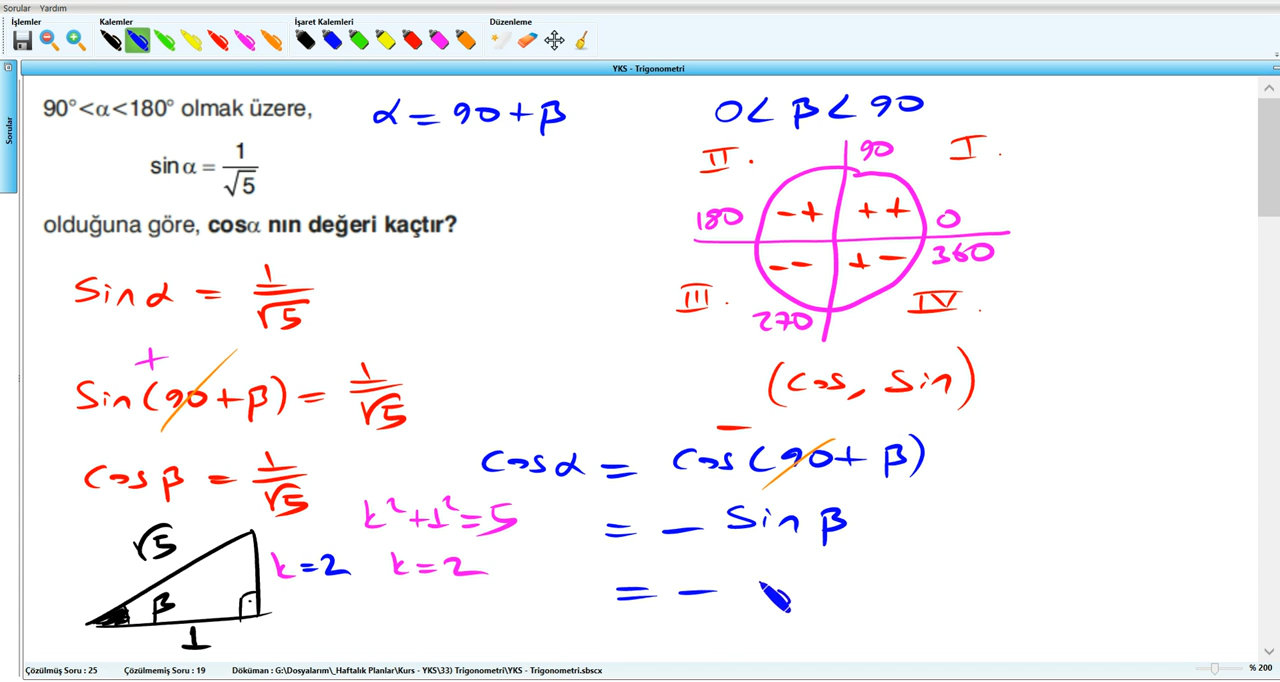 Sorular Yardım
İşlemler Kalemler İşaret Kalemleri Düzenleme
YKS - Trigonometri
Sorular
90°<α<180° olmak üzere,
sinα = 1/√5
olduğuna göre, cosα nın değeri kaçtır?
α = 90 + β
0 < β < 90
II. 90 I.
- + + +
180 0
360
- - + -
III. IV.
270
(cos, sin)
Sin α = 1/√5
+
Sin(90 + β) = 1/√5
cos β = 1/√5
√5
β
1
k = 2
k² + 1² = 5
k = 2
-
cos α = cos(90 + β)
= - Sin β
= -
Çözülmüş Soru : 25 Çözülmemiş Soru : 19 Döküman : G:\Dosyalarım\_Haftalık Planlar\Kurs - YKS\33) Trigonometri\YKS - Trigonometri.sbscx % 200